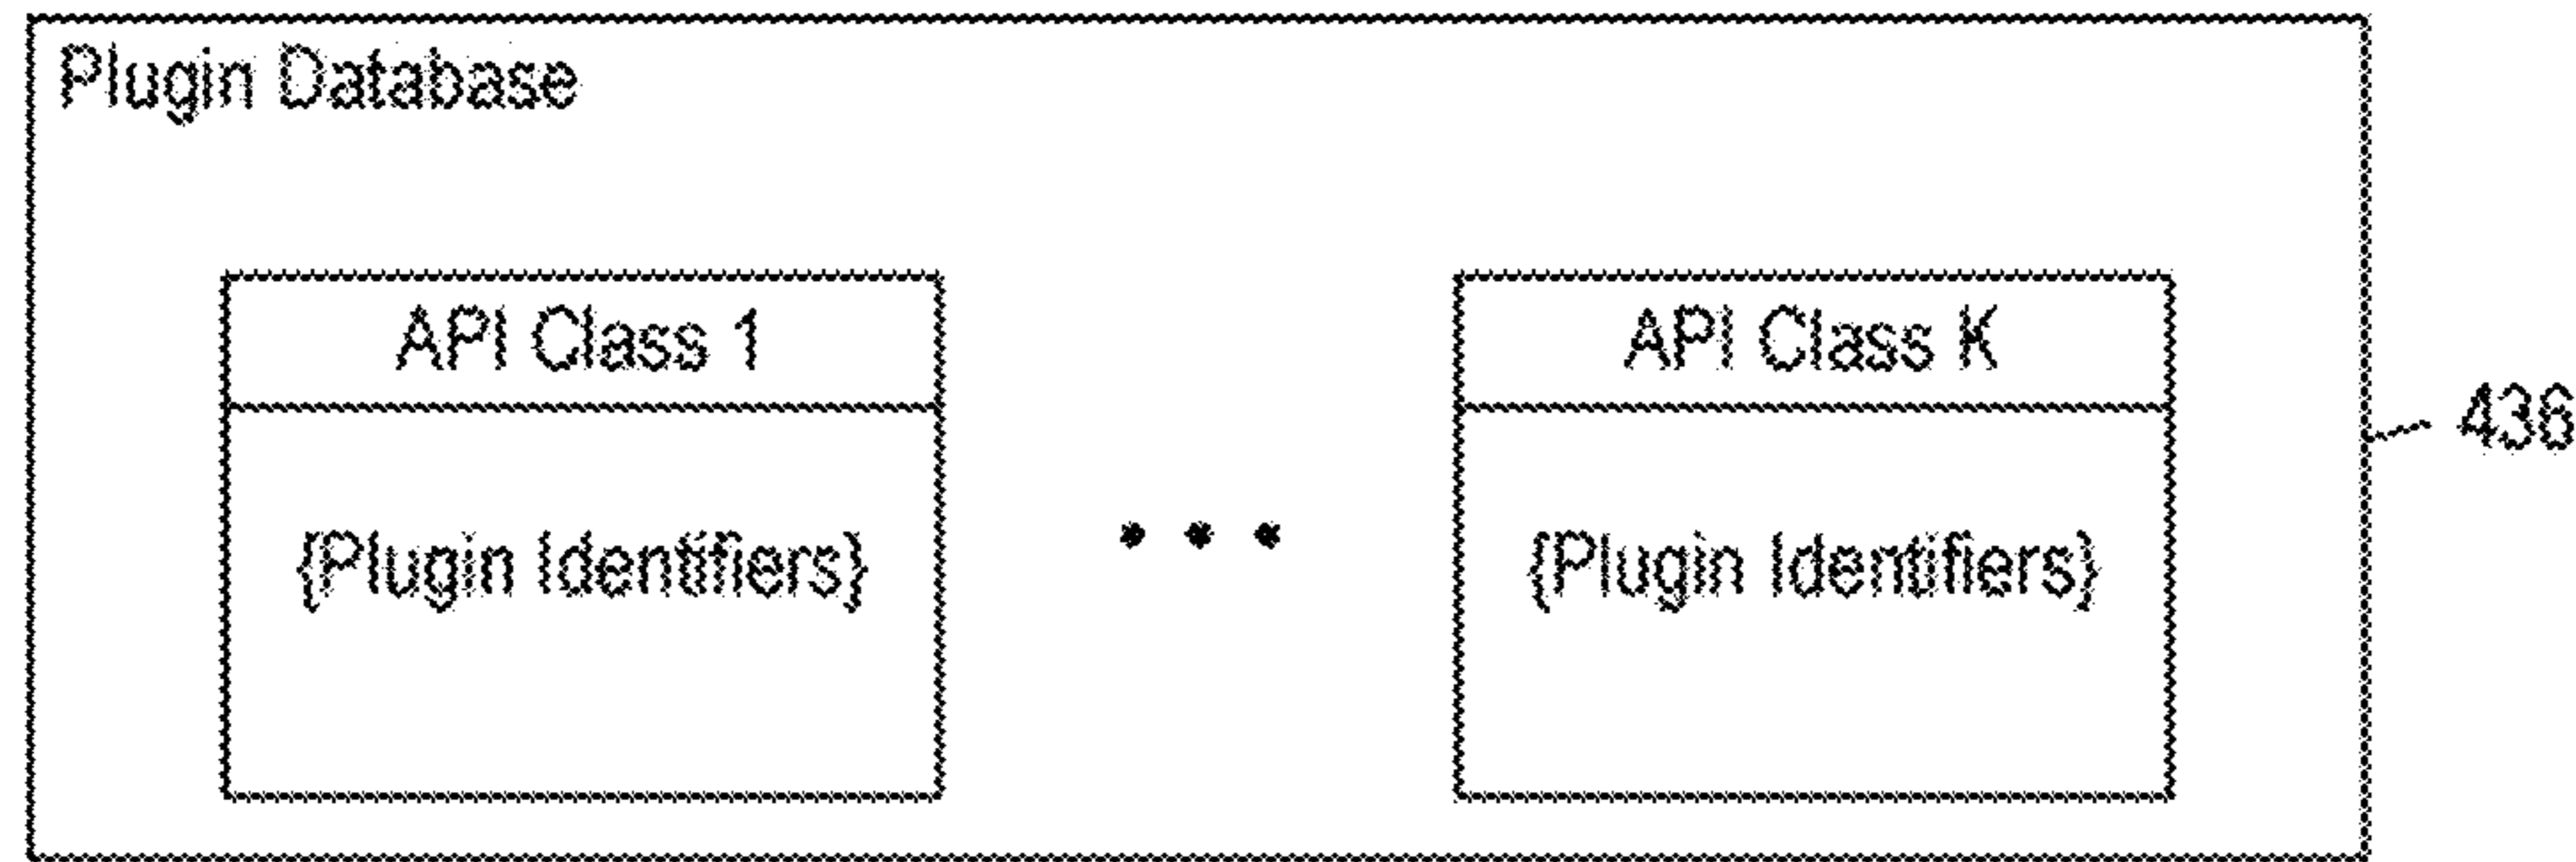 Plugin Database
API Class 1
API Class K
{Plugin Identifiers}
{Plugin Identifiers}
436